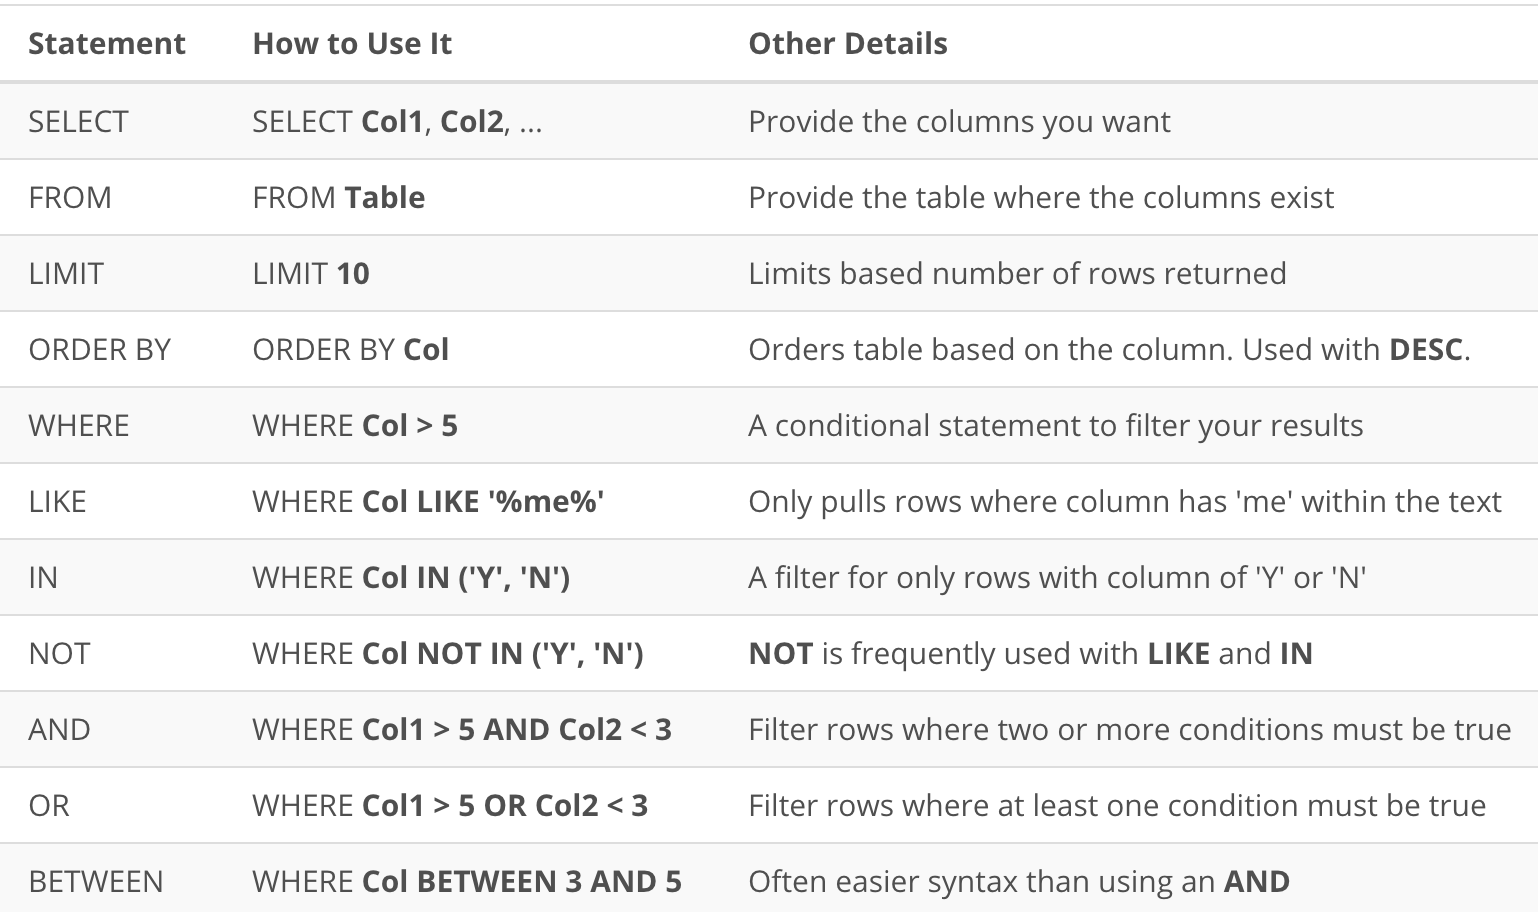 Statement How to Use It Other Details
SELECT SELECT Col1, Col2, ... Provide the columns you want
FROM FROM Table Provide the table where the columns exist
LIMIT LIMIT 10 Limits based number of rows returned
ORDER BY ORDER BY Col Orders table based on the column. Used with DESC.
WHERE WHERE Col > 5 A conditional statement to filter your results
LIKE WHERE Col LIKE '%me%' Only pulls rows where column has 'me' within the text
IN WHERE Col IN ('Y', 'N') A filter for only rows with column of 'Y' or 'N'
NOT WHERE Col NOT IN ('Y', 'N') NOT is frequently used with LIKE and IN
AND WHERE Col1 > 5 AND Col2 < 3 Filter rows where two or more conditions must be true
OR WHERE Col1 > 5 OR Col2 < 3 Filter rows where at least one condition must be true
BETWEEN WHERE Col BETWEEN 3 AND 5 Often easier syntax than using an AND